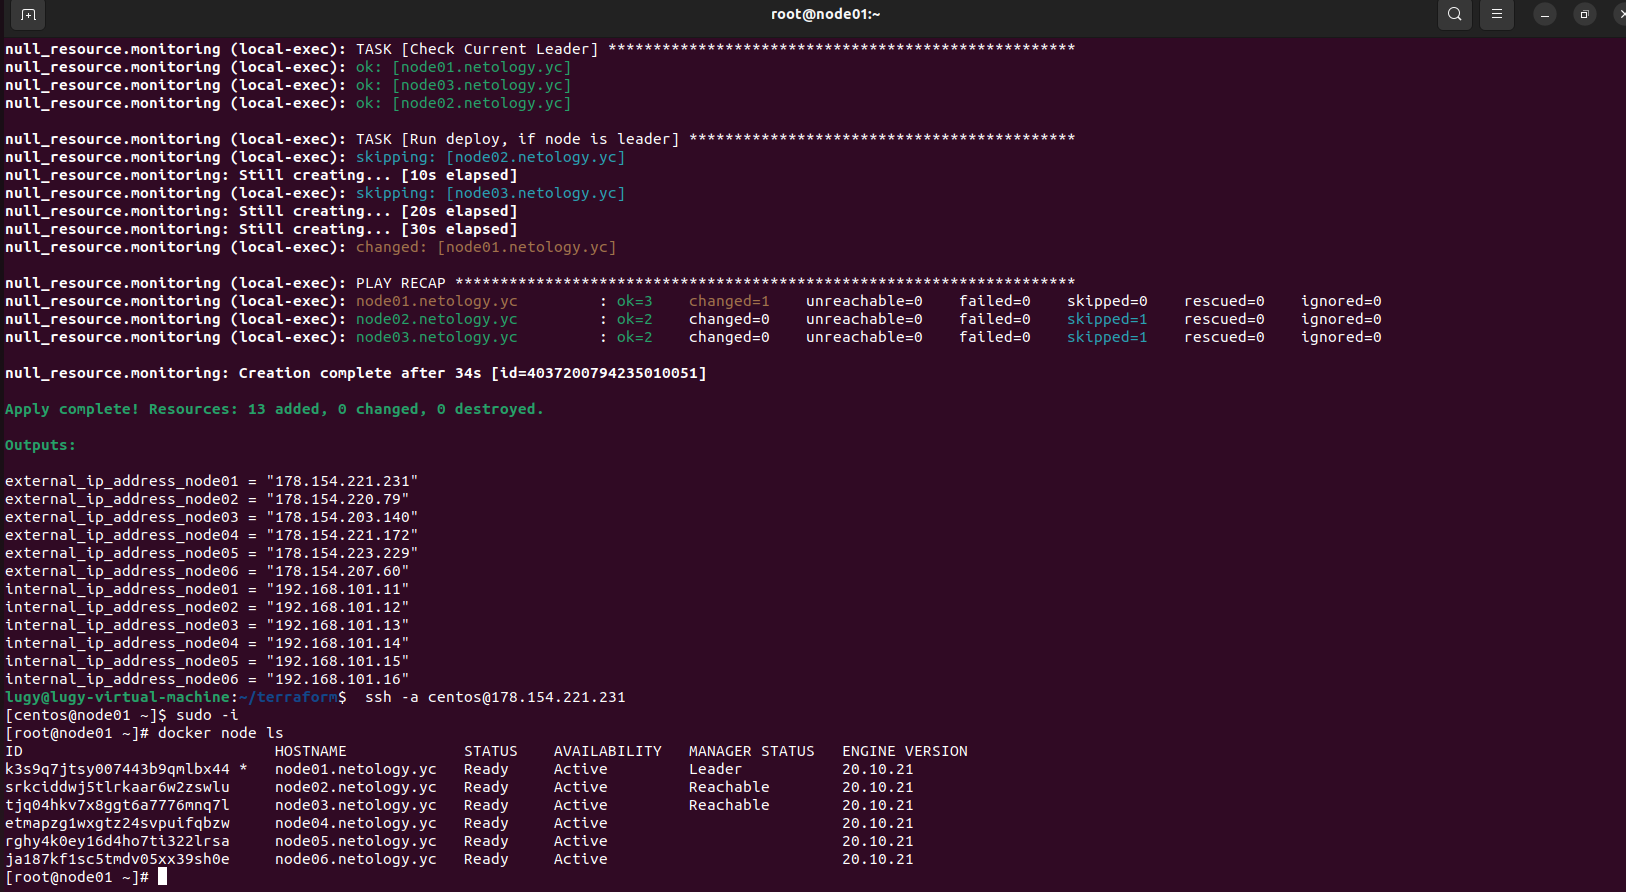 root@node01:~
null_resource.monitoring (local-exec): TASK [Check Current Leader] ****************************************************
null_resource.monitoring (local-exec): ok: [node01.netology.yc]
null_resource.monitoring (local-exec): ok: [node03.netology.yc]
null_resource.monitoring (local-exec): ok: [node02.netology.yc]
null_resource.monitoring (local-exec): TASK [Run deploy, if node is leader] *******************************************
null_resource.monitoring (local-exec): skipping: [node02.netology.yc]
null_resource.monitoring: Still creating... [10s elapsed]
null_resource.monitoring (local-exec): skipping: [node03.netology.yc]
null_resource.monitoring: Still creating... [20s elapsed]
null_resource.monitoring: Still creating... [30s elapsed]
null_resource.monitoring (local-exec): changed: [node01.netology.yc]
null_resource.monitoring (local-exec): PLAY RECAP *********************************************************************
null_resource.monitoring (local-exec): node01.netology.yc         : ok=3    changed=1    unreachable=0    failed=0    skipped=0    rescued=0    ignored=0
null_resource.monitoring (local-exec): node02.netology.yc         : ok=2    changed=0    unreachable=0    failed=0    skipped=1    rescued=0    ignored=0
null_resource.monitoring (local-exec): node03.netology.yc         : ok=2    changed=0    unreachable=0    failed=0    skipped=1    rescued=0    ignored=0
null_resource.monitoring: Creation complete after 34s [id=4037200794235010051]
Apply complete! Resources: 13 added, 0 changed, 0 destroyed.
Outputs:
external_ip_address_node01 = "178.154.221.231"
external_ip_address_node02 = "178.154.220.79"
external_ip_address_node03 = "178.154.203.140"
external_ip_address_node04 = "178.154.221.172"
external_ip_address_node05 = "178.154.223.229"
external_ip_address_node06 = "178.154.207.60"
internal_ip_address_node01 = "192.168.101.11"
internal_ip_address_node02 = "192.168.101.12"
internal_ip_address_node03 = "192.168.101.13"
internal_ip_address_node04 = "192.168.101.14"
internal_ip_address_node05 = "192.168.101.15"
internal_ip_address_node06 = "192.168.101.16"
lugy@lugy-virtual-machine:~/terraform$  ssh -a centos@178.154.221.231
[centos@node01 ~]$ sudo -i
[root@node01 ~]# docker node ls
ID                            HOSTNAME             STATUS    AVAILABILITY   MANAGER STATUS   ENGINE VERSION
k3s9q7jtsy007443b9qmlbx44 *   node01.netology.yc   Ready     Active         Leader           20.10.21
srkciddwj5tlrkaar6w2zswlu     node02.netology.yc   Ready     Active         Reachable        20.10.21
tjq04hkv7x8ggt6a7776mnq7l     node03.netology.yc   Ready     Active         Reachable        20.10.21
etmapzg1wxgtz24svpuifqbzw     node04.netology.yc   Ready     Active                          20.10.21
rghy4k0ey16d4ho7ti322lrsa     node05.netology.yc   Ready     Active                          20.10.21
ja187kf1sc5tmdv05xx39sh0e     node06.netology.yc   Ready     Active                          20.10.21
[root@node01 ~]#